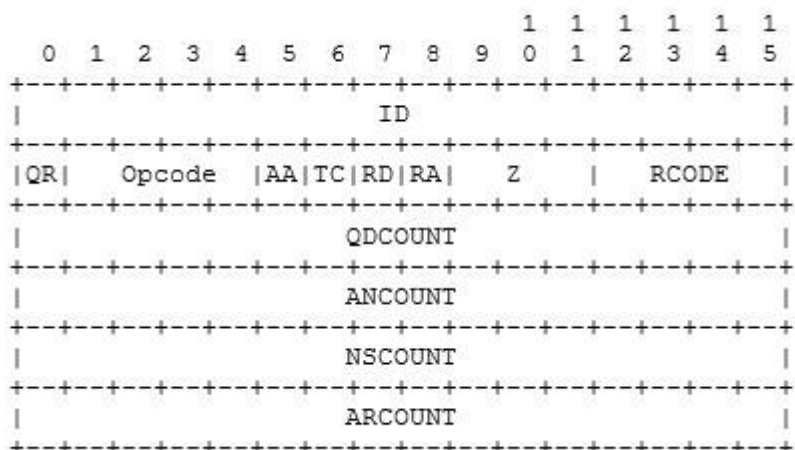 1 1 1 1 1 1
0 1 2 3 4 5 6 7 8 9 0 1 2 3 4 5
+--+--+--+--+--+--+--+--+--+--+--+--+--+--+--+--+
| ID |
+--+--+--+--+--+--+--+--+--+--+--+--+--+--+--+--+
|QR| Opcode |AA|TC|RD|RA| Z | RCODE |
+--+--+--+--+--+--+--+--+--+--+--+--+--+--+--+--+
| QDCOUNT |
+--+--+--+--+--+--+--+--+--+--+--+--+--+--+--+--+
| ANCOUNT |
+--+--+--+--+--+--+--+--+--+--+--+--+--+--+--+--+
| NSCOUNT |
+--+--+--+--+--+--+--+--+--+--+--+--+--+--+--+--+
| ARCOUNT |
+--+--+--+--+--+--+--+--+--+--+--+--+--+--+--+--+